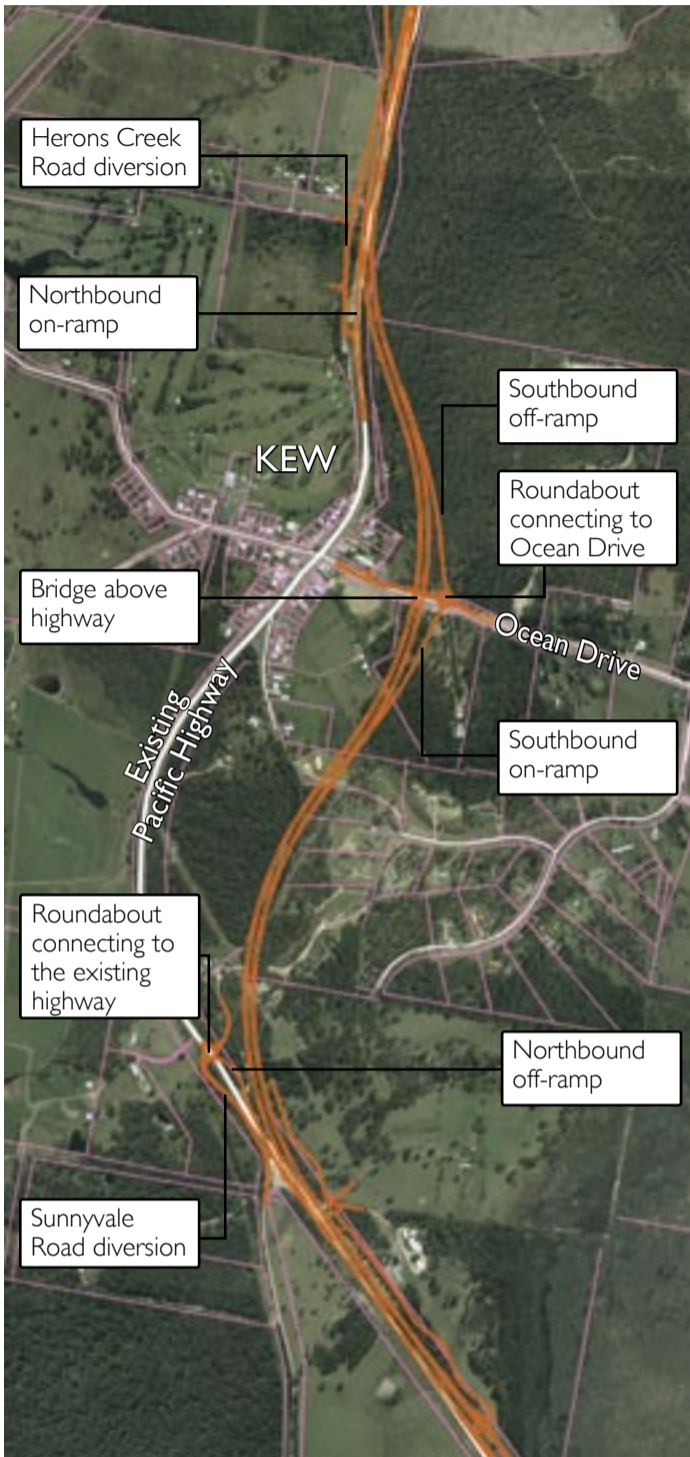 Herons Creek
Road diversion
Northbound
on-ramp
Southbound
off-ramp
KEW
Roundabout
connecting to
Ocean Drive
Bridge above
highway
Ocean Drive
Existing
Pacific Highway
Southbound
on-ramp
Roundabout
connecting to
the existing
highway
Northbound
off-ramp
Sunnyvale
Road diversion